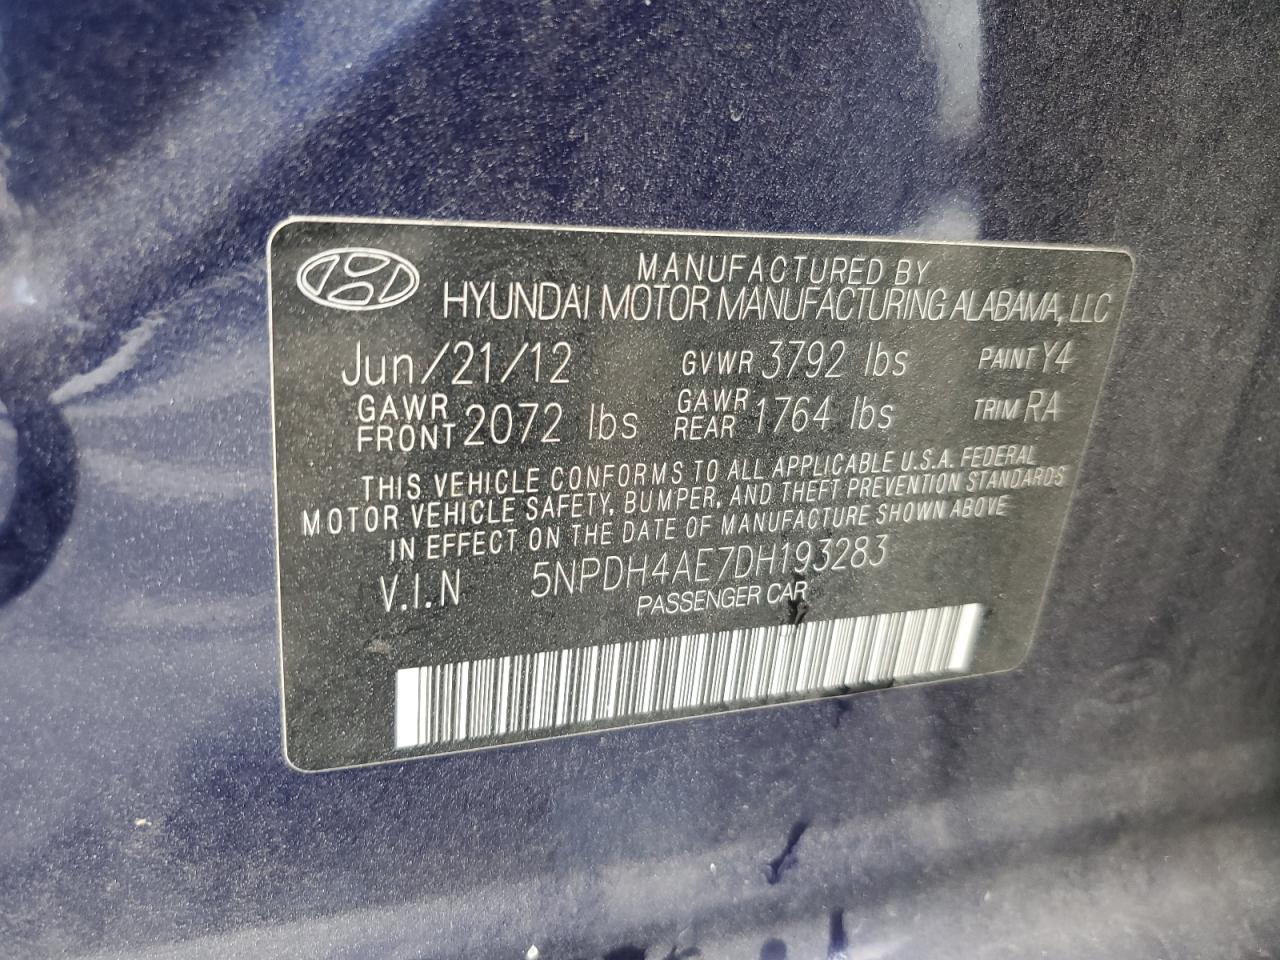 MANUFACTURED BY
HYUNDAI MOTOR MANUFACTURING ALABAMA, LLC
Jun/21/12 GVWR 3792 lbs PAINT Y4
GAWR FRONT 2072 lbs GAWR REAR 1764 lbs TRIM RA
THIS VEHICLE CONFORMS TO ALL APPLICABLE U.S.A. FEDERAL
MOTOR VEHICLE SAFETY, BUMPER, AND THEFT PREVENTION STANDARDS
IN EFFECT ON THE DATE OF MANUFACTURE SHOWN ABOVE
V.I.N 5NPDH4AE7DH193283
PASSENGER CAR